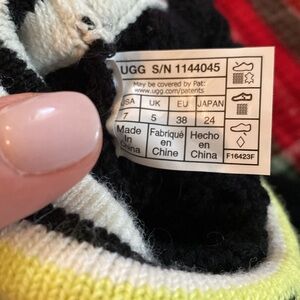 UGG S/N 1144045
May be covered by Pat:
www.ugg.com/patents
USA UK EU JAPAN
7 5 38 24
Made in China
Fabriqué en Chine
Hecho en China
F16423F